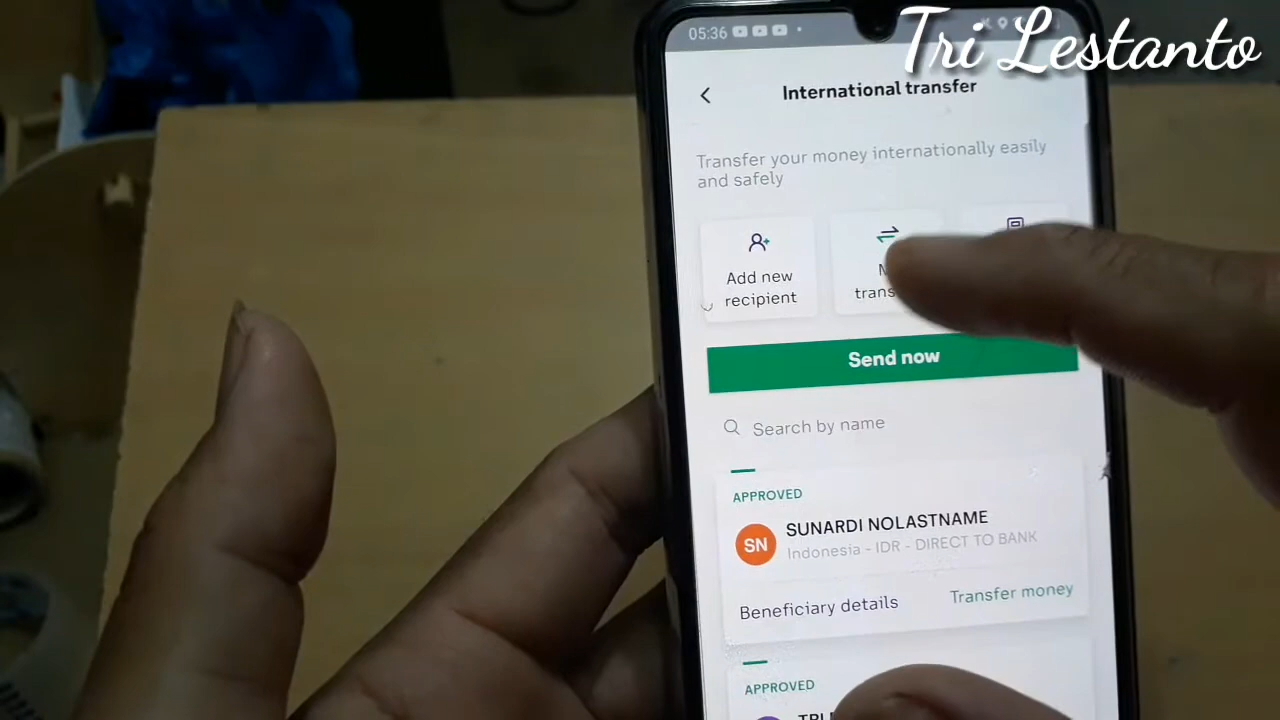 Tri Lestanto
05:36
International transfer
Transfer your money internationally easily
and safely
Add new
recipient
Send now
Search by name
APPROVED
SN
SUNARDI NOLASTNAME
Indonesia - IDR - DIRECT TO BANK
Beneficiary details
Transfer money
APPROVED